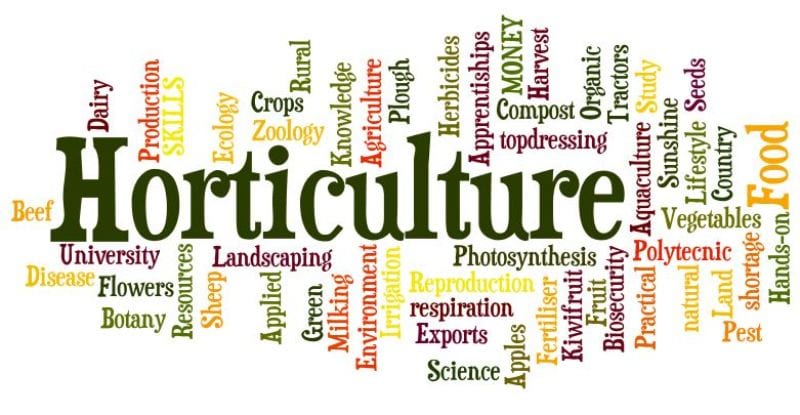 Dairy
Production
SKILLS
Ecology
Crops
Zoology
Rural
Knowledge
Agriculture
Plough
Herbicides
Apprentiships
MONEY
Harvest
Compost
topdressing
Organic
Tractors
Study
Seeds
Horticulture
Aquaculture
Sunshine
Lifestyle
Country
Food
Beef
Vegetables
University
Landscaping
Photosynthesis
Polytecnic
Disease
Flowers
Botany
Resources
Sheep
Applied
Green
Milking
Environment
Irrigation
Reproduction
respiration
Exports
Science
Apples
Fertiliser
Kiwifruit
Fruit
Biosecurity
Practical
natural
Land
shortage
Pest
Hands-on